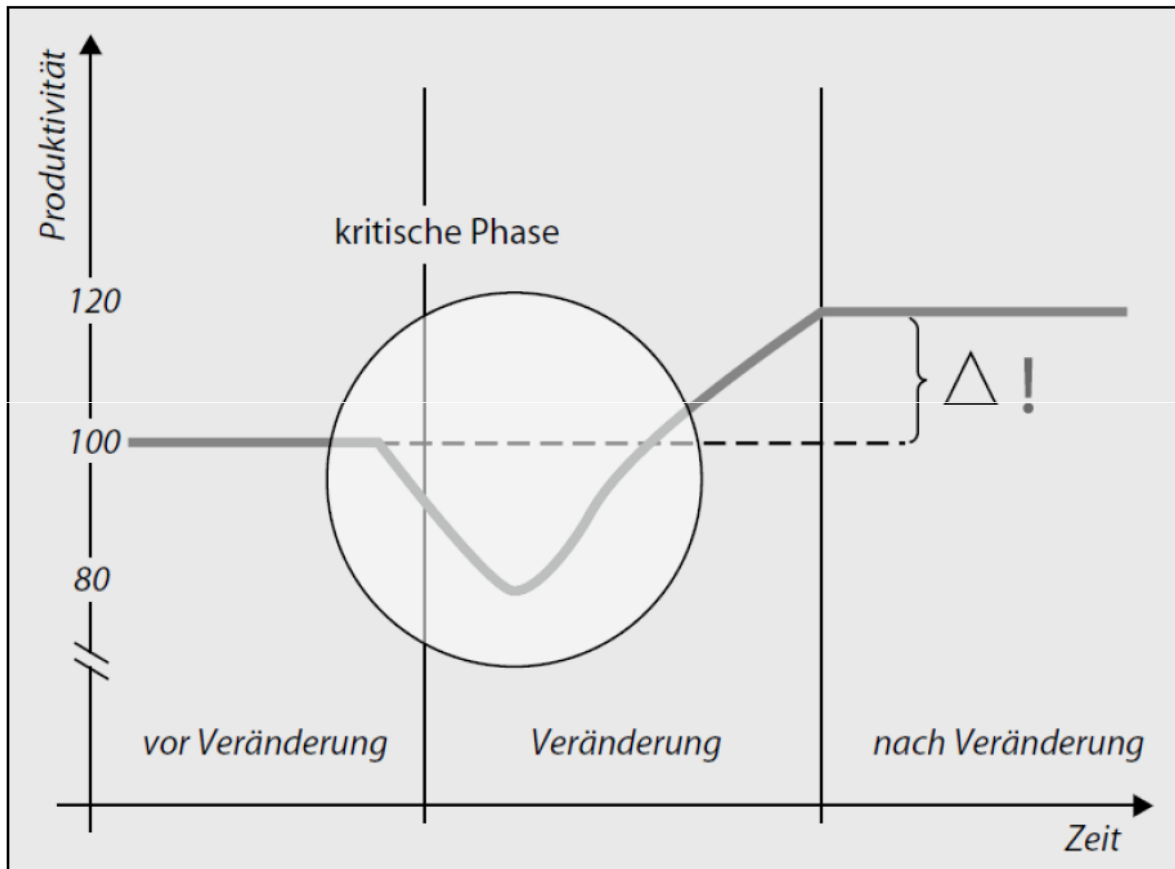 Produktivität
kritische Phase
120
Δ !
100
80
vor Veränderung
Veränderung
nach Veränderung
Zeit